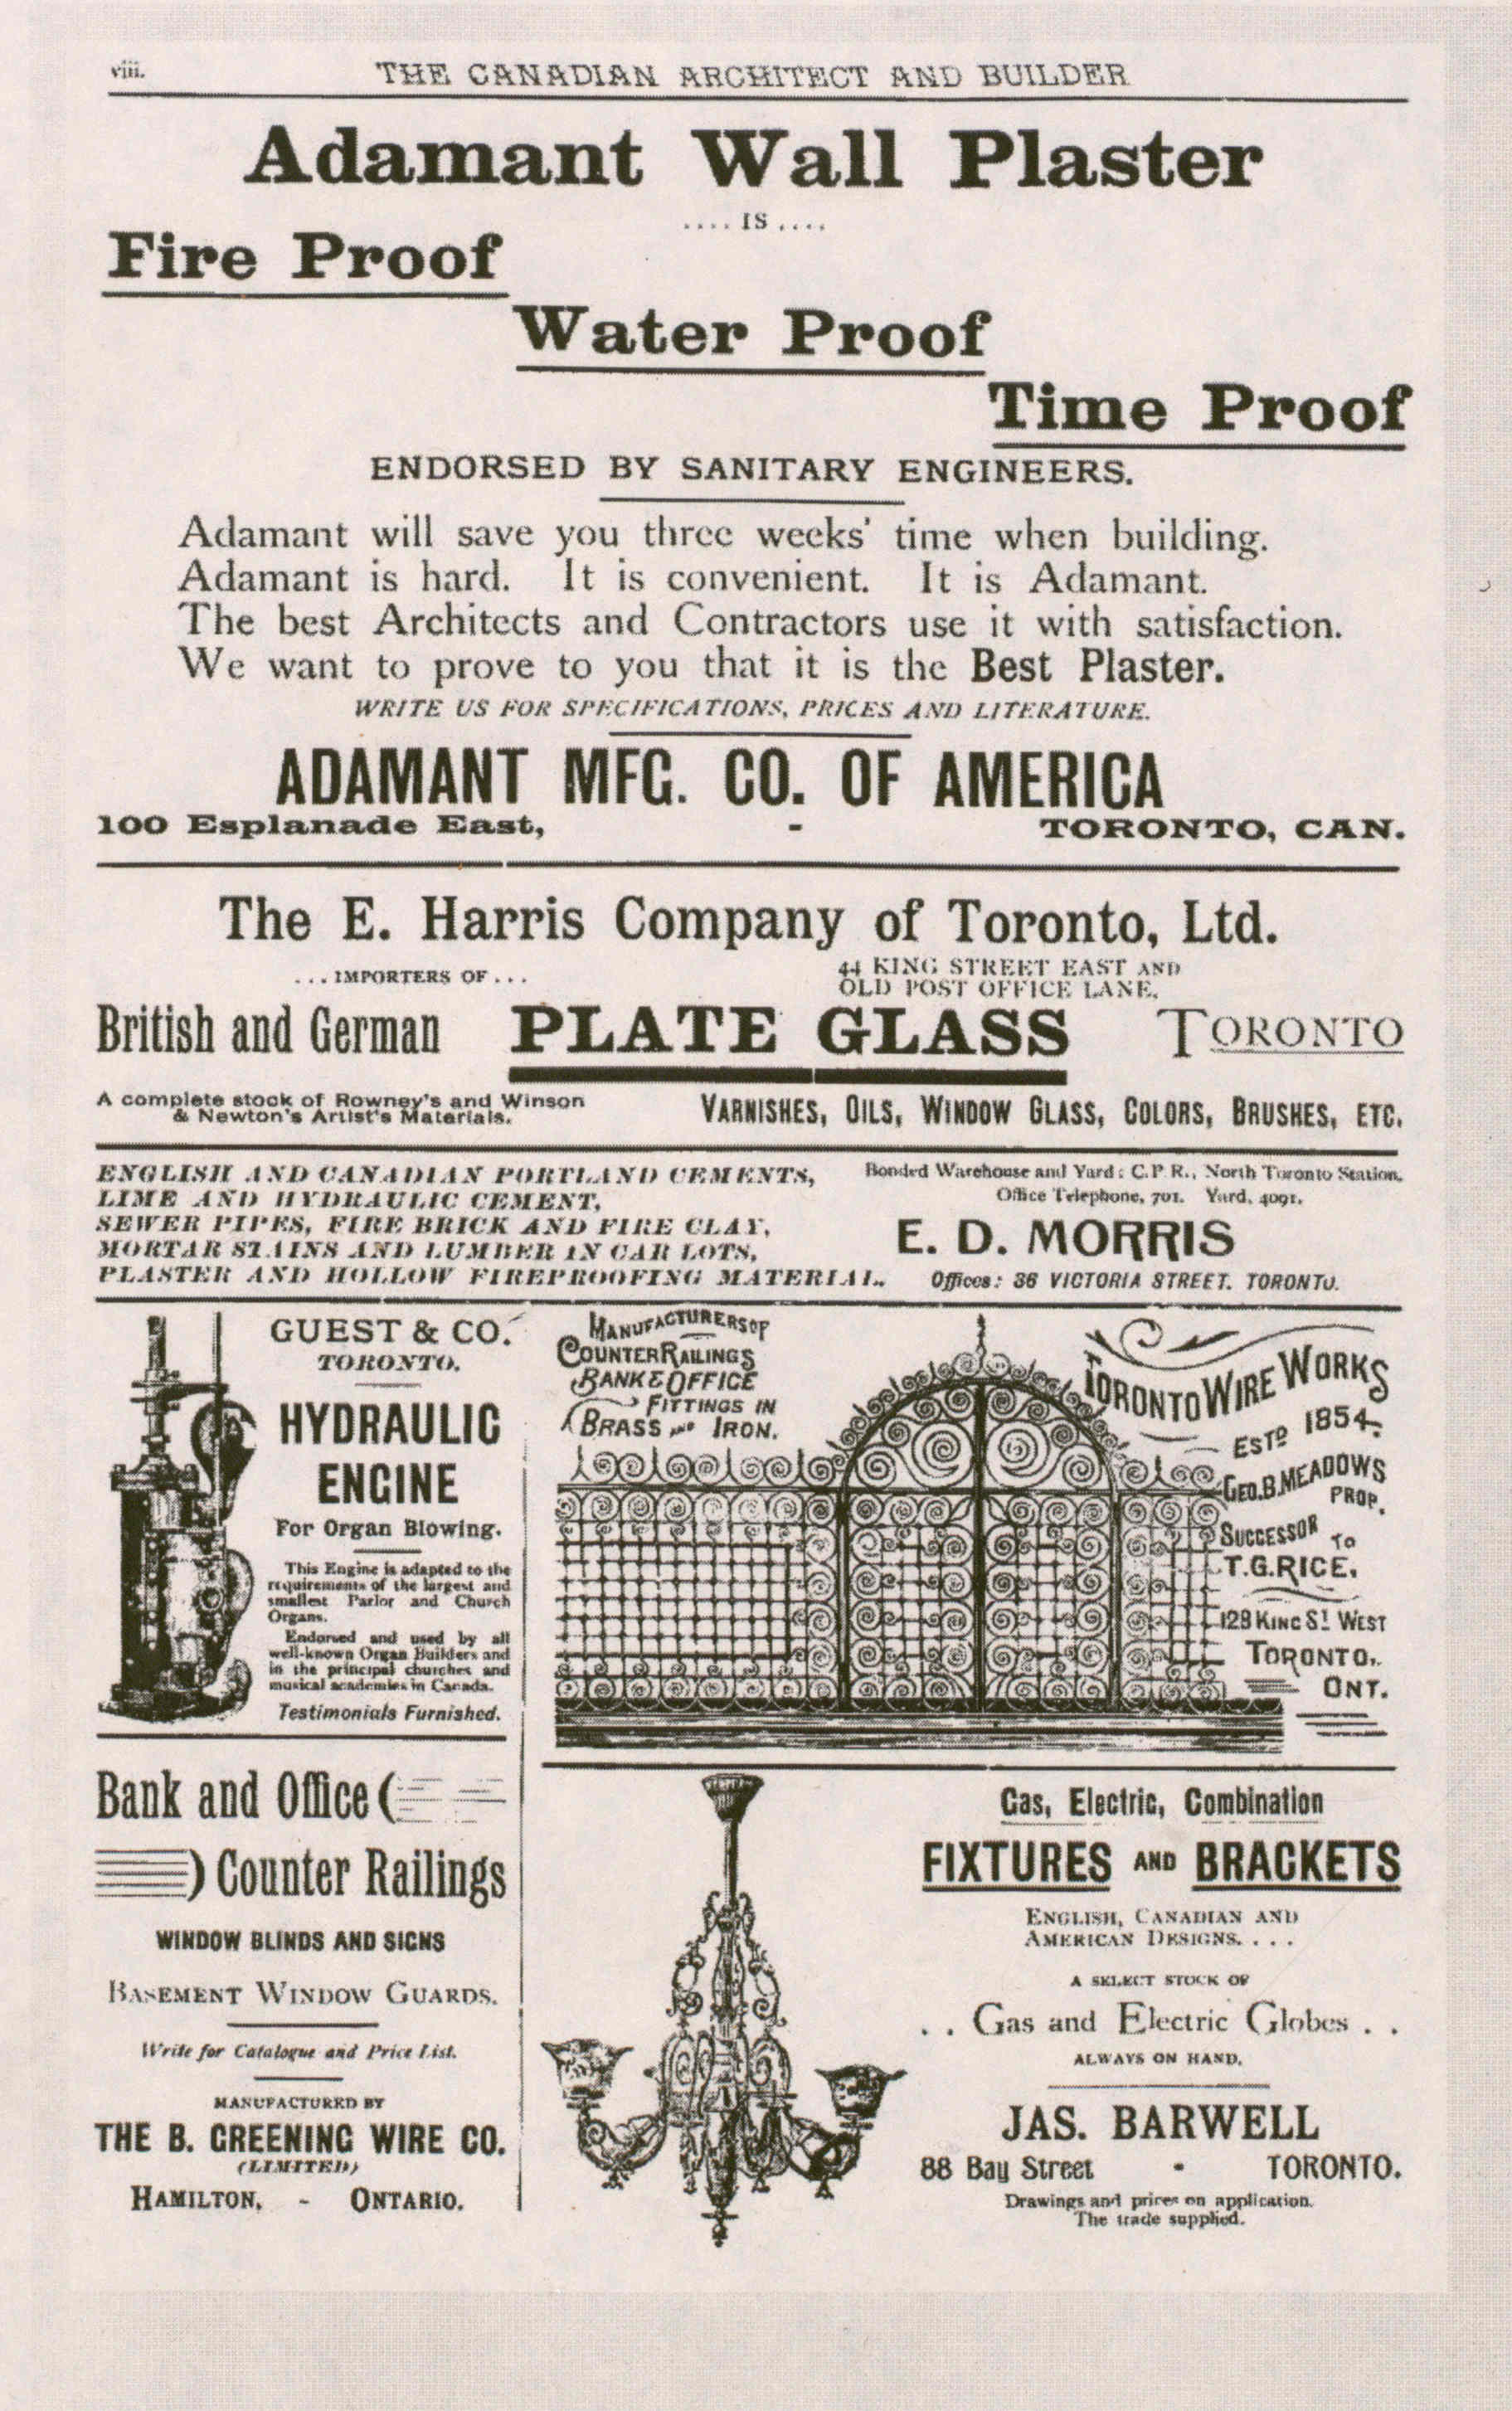 viii.
THE CANADIAN ARCHITECT AND BUILDER
Adamant Wall Plaster
.... IS ....
Fire Proof
Water Proof
Time Proof
ENDORSED BY SANITARY ENGINEERS.
Adamant will save you three weeks' time when building.
Adamant is hard. It is convenient. It is Adamant.
The best Architects and Contractors use it with satisfaction.
We want to prove to you that it is the Best Plaster.
WRITE US FOR SPECIFICATIONS, PRICES AND LITERATURE.
ADAMANT MFG. CO. OF AMERICA
100 Esplanade East, - TORONTO, CAN.
The E. Harris Company of Toronto, Ltd.
... IMPORTERS OF ...
44 KING STREET EAST AND
OLD POST OFFICE LANE,
British and German PLATE GLASS TORONTO
A complete stock of Rowney's and Winson
& Newton's Artist's Materials.
VARNISHES, OILS, WINDOW GLASS, COLORS, BRUSHES, ETC.
ENGLISH AND CANADIAN PORTLAND CEMENTS,
LIME AND HYDRAULIC CEMENT,
SEWER PIPES, FIRE BRICK AND FIRE CLAY,
MORTAR STAINS AND LUMBER IN CAR LOTS,
PLASTER AND HOLLOW FIREPROOFING MATERIAL.
Bonded Warehouse and Yard: C.P.R., North Toronto Station.
Office Telephone, 701. Yard, 4091.
E. D. MORRIS
Offices: 36 VICTORIA STREET. TORONTO.
GUEST & CO.
TORONTO.
HYDRAULIC
ENGINE
For Organ Blowing.
This Engine is adapted to the
requirements of the largest and
smallest Parlor and Church
Organs.
Endorsed and used by all
well-known Organ Builders and
in the principal churches and
musical academies in Canada.
Testimonials Furnished.
MANUFACTURERS OF
COUNTER RAILINGS
BANK & OFFICE
FITTINGS IN
BRASS AND IRON.
TORONTO WIRE WORKS
ESTD 1854
GEO. B. MEADOWS
PROP.
SUCCESSOR TO
T.G. RICE.
128 KING ST WEST
TORONTO.
ONT.
Bank and Office (
) Counter Railings
WINDOW BLINDS AND SIGNS
BASEMENT WINDOW GUARDS.
Write for Catalogue and Price List.
MANUFACTURED BY
THE B. GREENING WIRE CO.
(LIMITED)
HAMILTON, - ONTARIO.
Gas, Electric, Combination
FIXTURES AND BRACKETS
ENGLISH, CANADIAN AND
AMERICAN DESIGNS. . . .
A SELECT STOCK OF
. . Gas and Electric Globes . .
ALWAYS ON HAND.
JAS. BARWELL
88 Bay Street - TORONTO.
Drawings and prices on application.
The trade supplied.